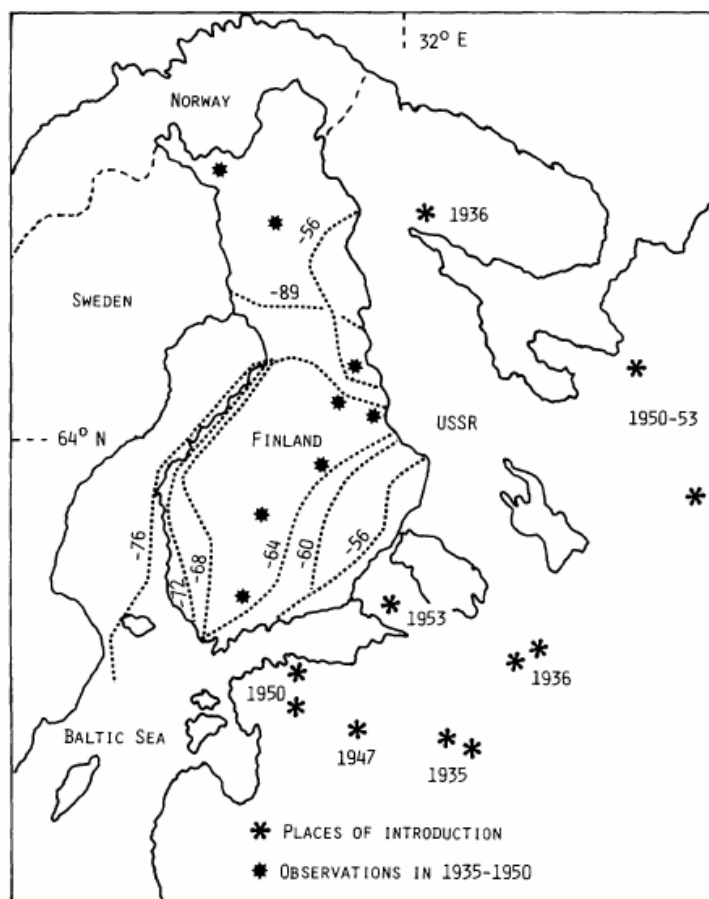 32° E
NORWAY
1936
-56
-89
SWEDEN
1950-53
USSR
64° N
FINLAND
-76
-72
-68
-64
-60
-56
1953
1936
1950
BALTIC SEA
1947
1935
PLACES OF INTRODUCTION
OBSERVATIONS IN 1935-1950